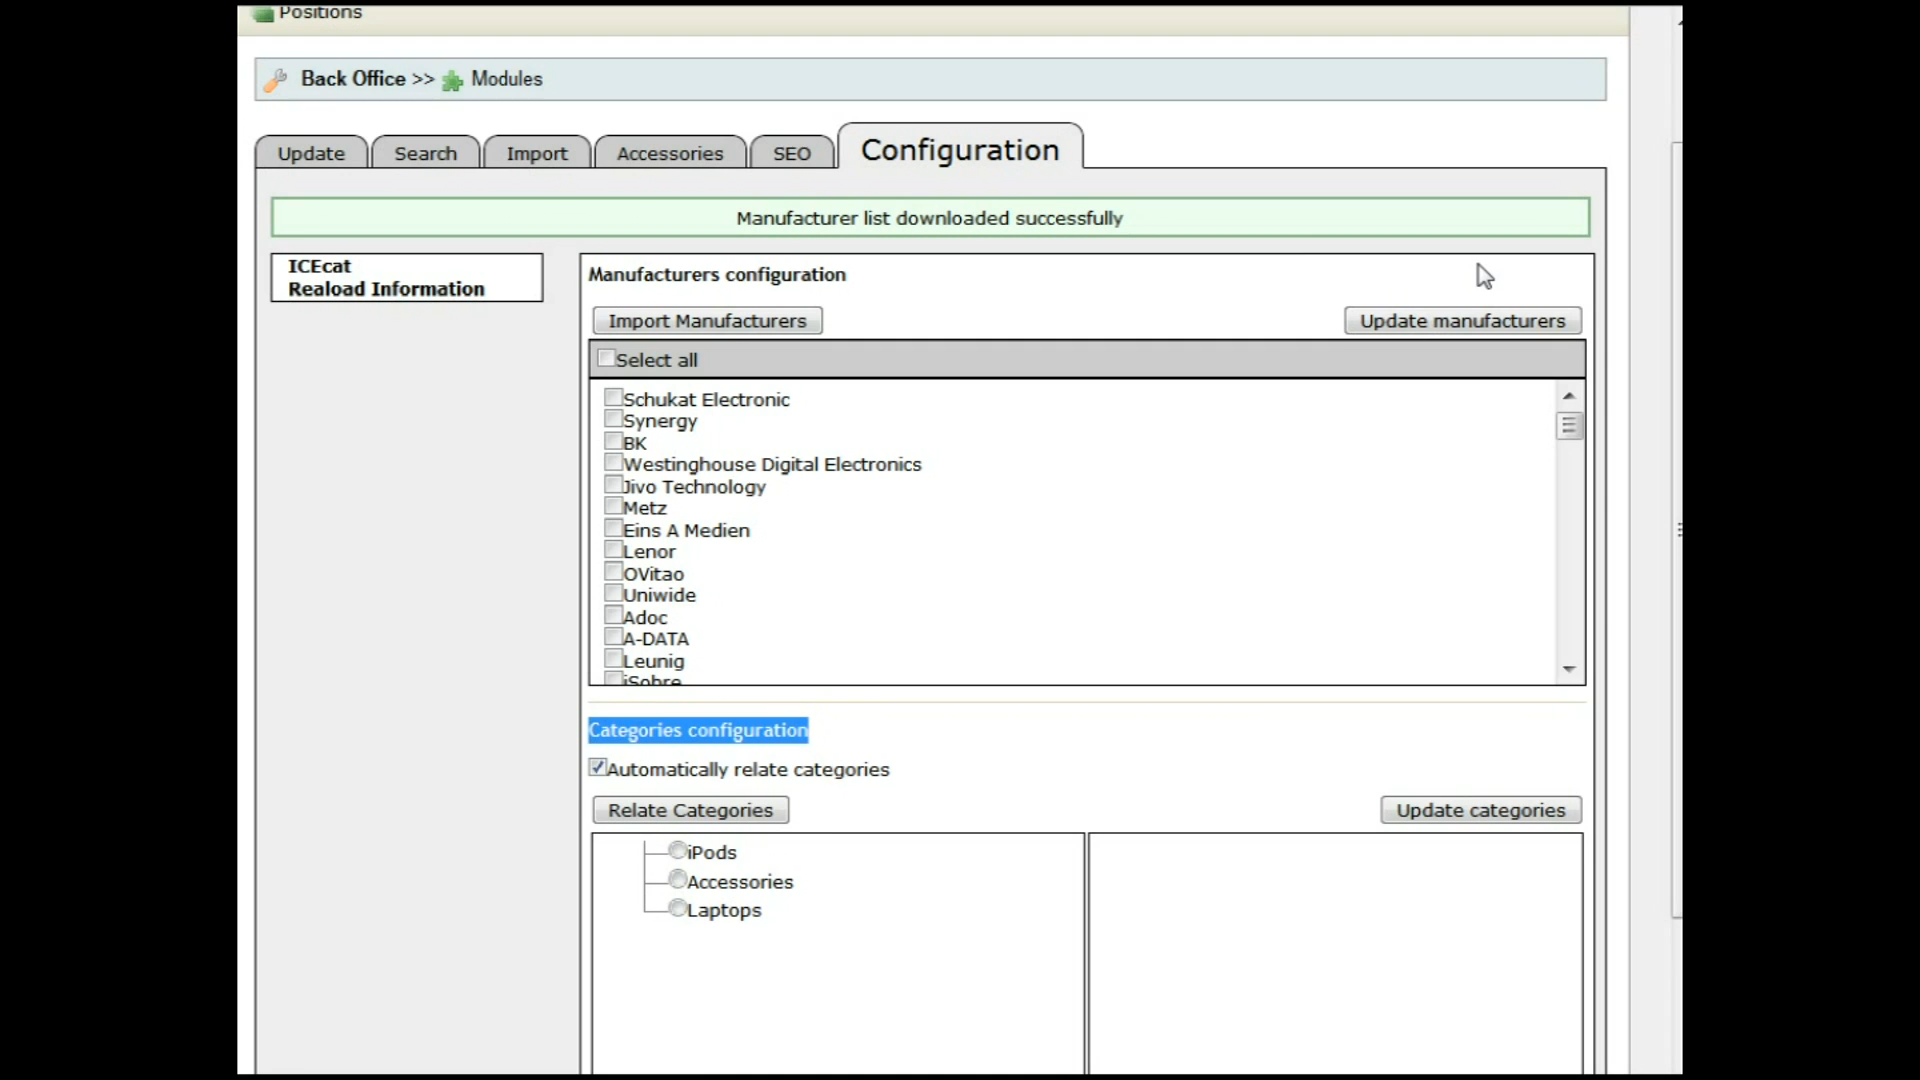 Positions
Back Office >> Modules
Update Search Import Accessories SEO Configuration
Manufacturer list downloaded successfully
ICEcat
Reaload Information
Manufacturers configuration
Import Manufacturers Update manufacturers
Select all
Schukat Electronic
Synergy
BK
Westinghouse Digital Electronics
Jivo Technology
Metz
Eins A Medien
Lenor
OVitao
Uniwide
Adoc
A-DATA
Leunig
iSobre
Categories configuration
Automatically relate categories
Relate Categories Update categories
iPods
Accessories
Laptops